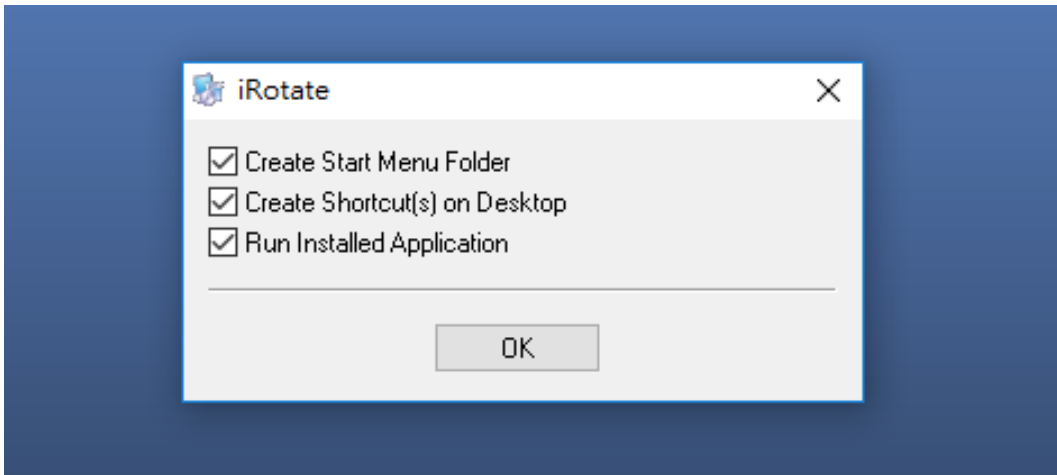 iRotate
Create Start Menu Folder
Create Shortcut(s) on Desktop
Run Installed Application
OK